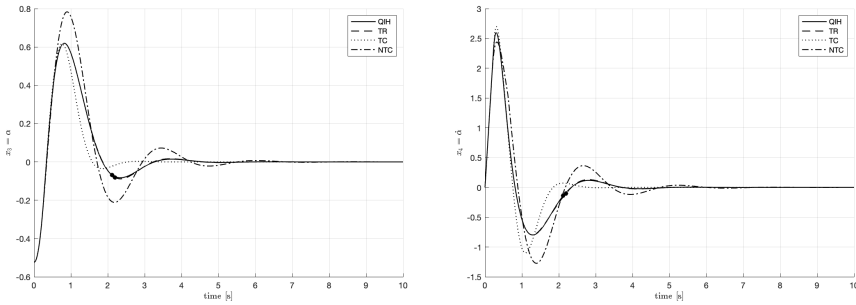 0.8
0.6
0.4
0.2
0
-0.2
-0.4
-0.6
0 1 2 3 4 5 6 7 8 9 10
time [s]
x₃ − α
QIH
TR
TC
NTC
4
3.5
3
2.5
2
1.5
1
0.5
0
-0.5
-1
-1.5
0 1 2 3 4 5 6 7 8 9 10
time [s]
x₄ − α̇
QIH
TR
TC
NTC